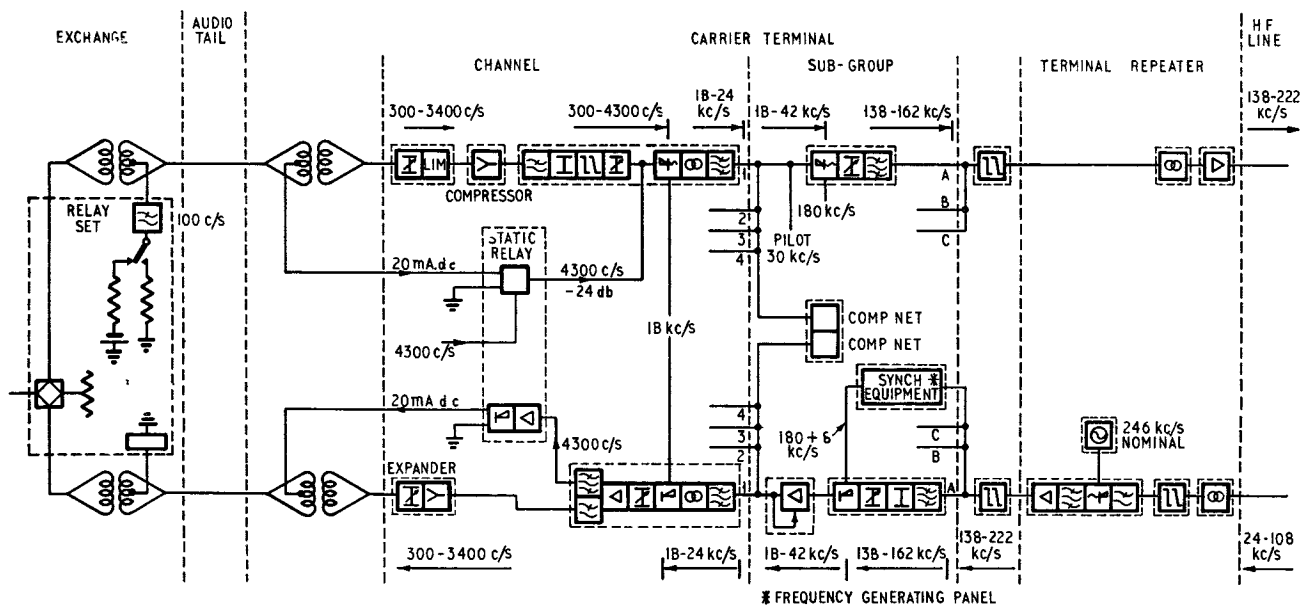 EXCHANGE
AUDIO
TAIL
CARRIER TERMINAL
HF
LINE
CHANNEL
SUB-GROUP
TERMINAL REPEATER
300-3400 c/s
300-4300 c/s
18-24
kc/s
18-42 kc/s
138-162 kc/s
138-222
kc/s
LIM
COMPRESSOR
1
A
RELAY
SET
100 c/s
180 kc/s
B
C
2
3
4
PILOT
30 kc/s
STATIC
RELAY
20 mA.dc
4300 c/s
-24 db
18 kc/s
4300 c/s
COMP NET
COMP NET
SYNCH *
EQUIPMENT
20 mA d c
4300 c/s
4
3
2
180 + δ
kc/s
C
B
246 kc/s
NOMINAL
EXPANDER
1
A
300-3400 c/s
18-24 kc/s
18-42 kc/s
138-162 kc/s
138-222
kc/s
24-108
kc/s
* FREQUENCY GENERATING PANEL